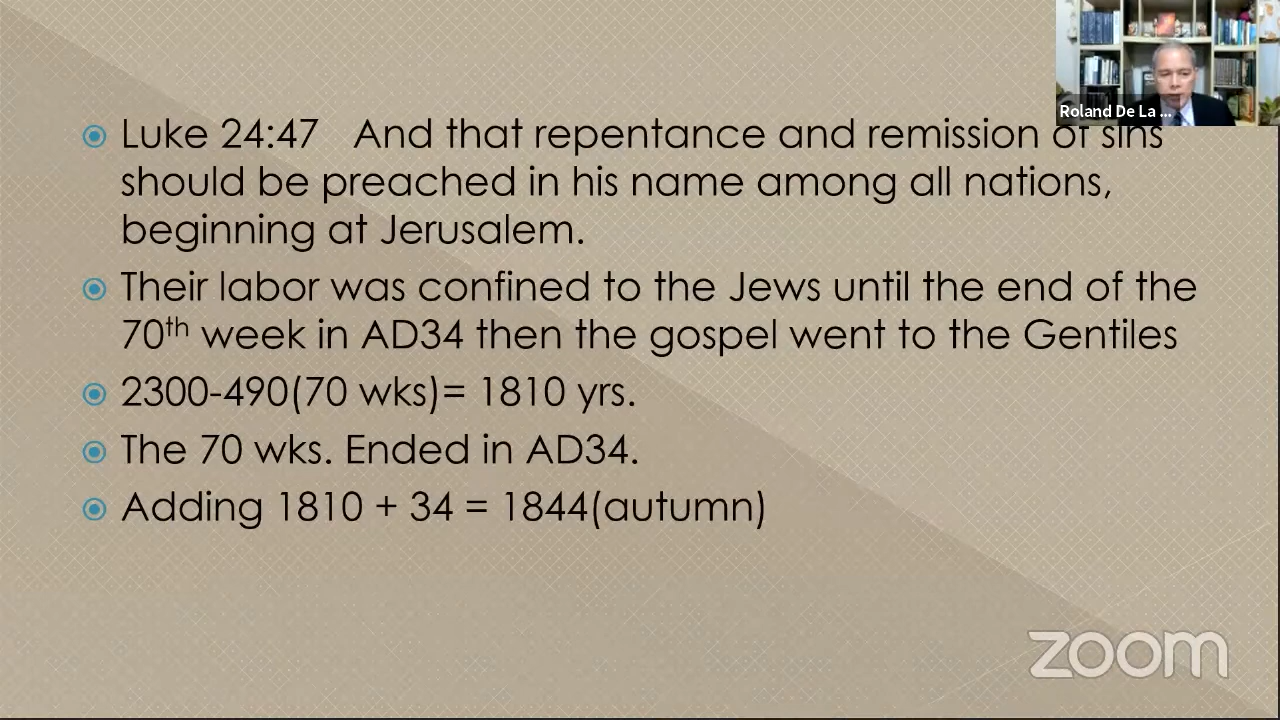 Roland De La ...
Luke 24:47 And that repentance and remission of sins
should be preached in his name among all nations,
beginning at Jerusalem.
Their labor was confined to the Jews until the end of the
70th week in AD34 then the gospel went to the Gentiles
2300-490(70 wks)= 1810 yrs.
The 70 wks. Ended in AD34.
Adding 1810 + 34 = 1844(autumn)
zoom